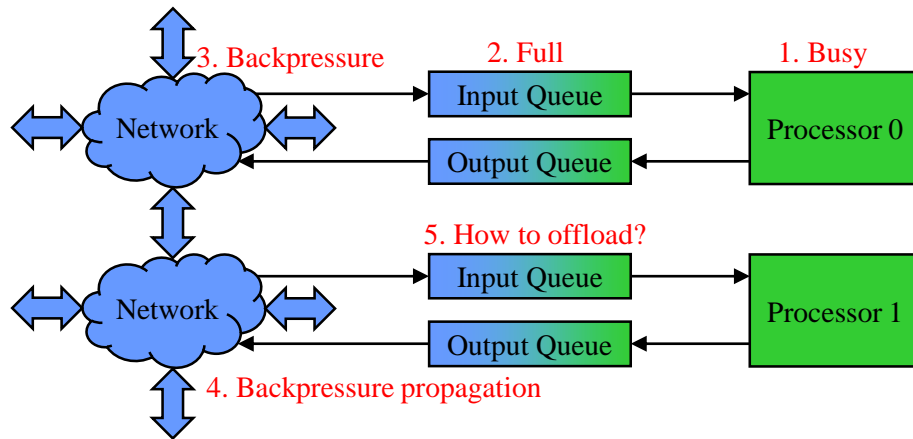 3. Backpressure
2. Full
1. Busy
Network
Input Queue
Output Queue
Processor 0
5. How to offload?
Network
Input Queue
Output Queue
Processor 1
4. Backpressure propagation